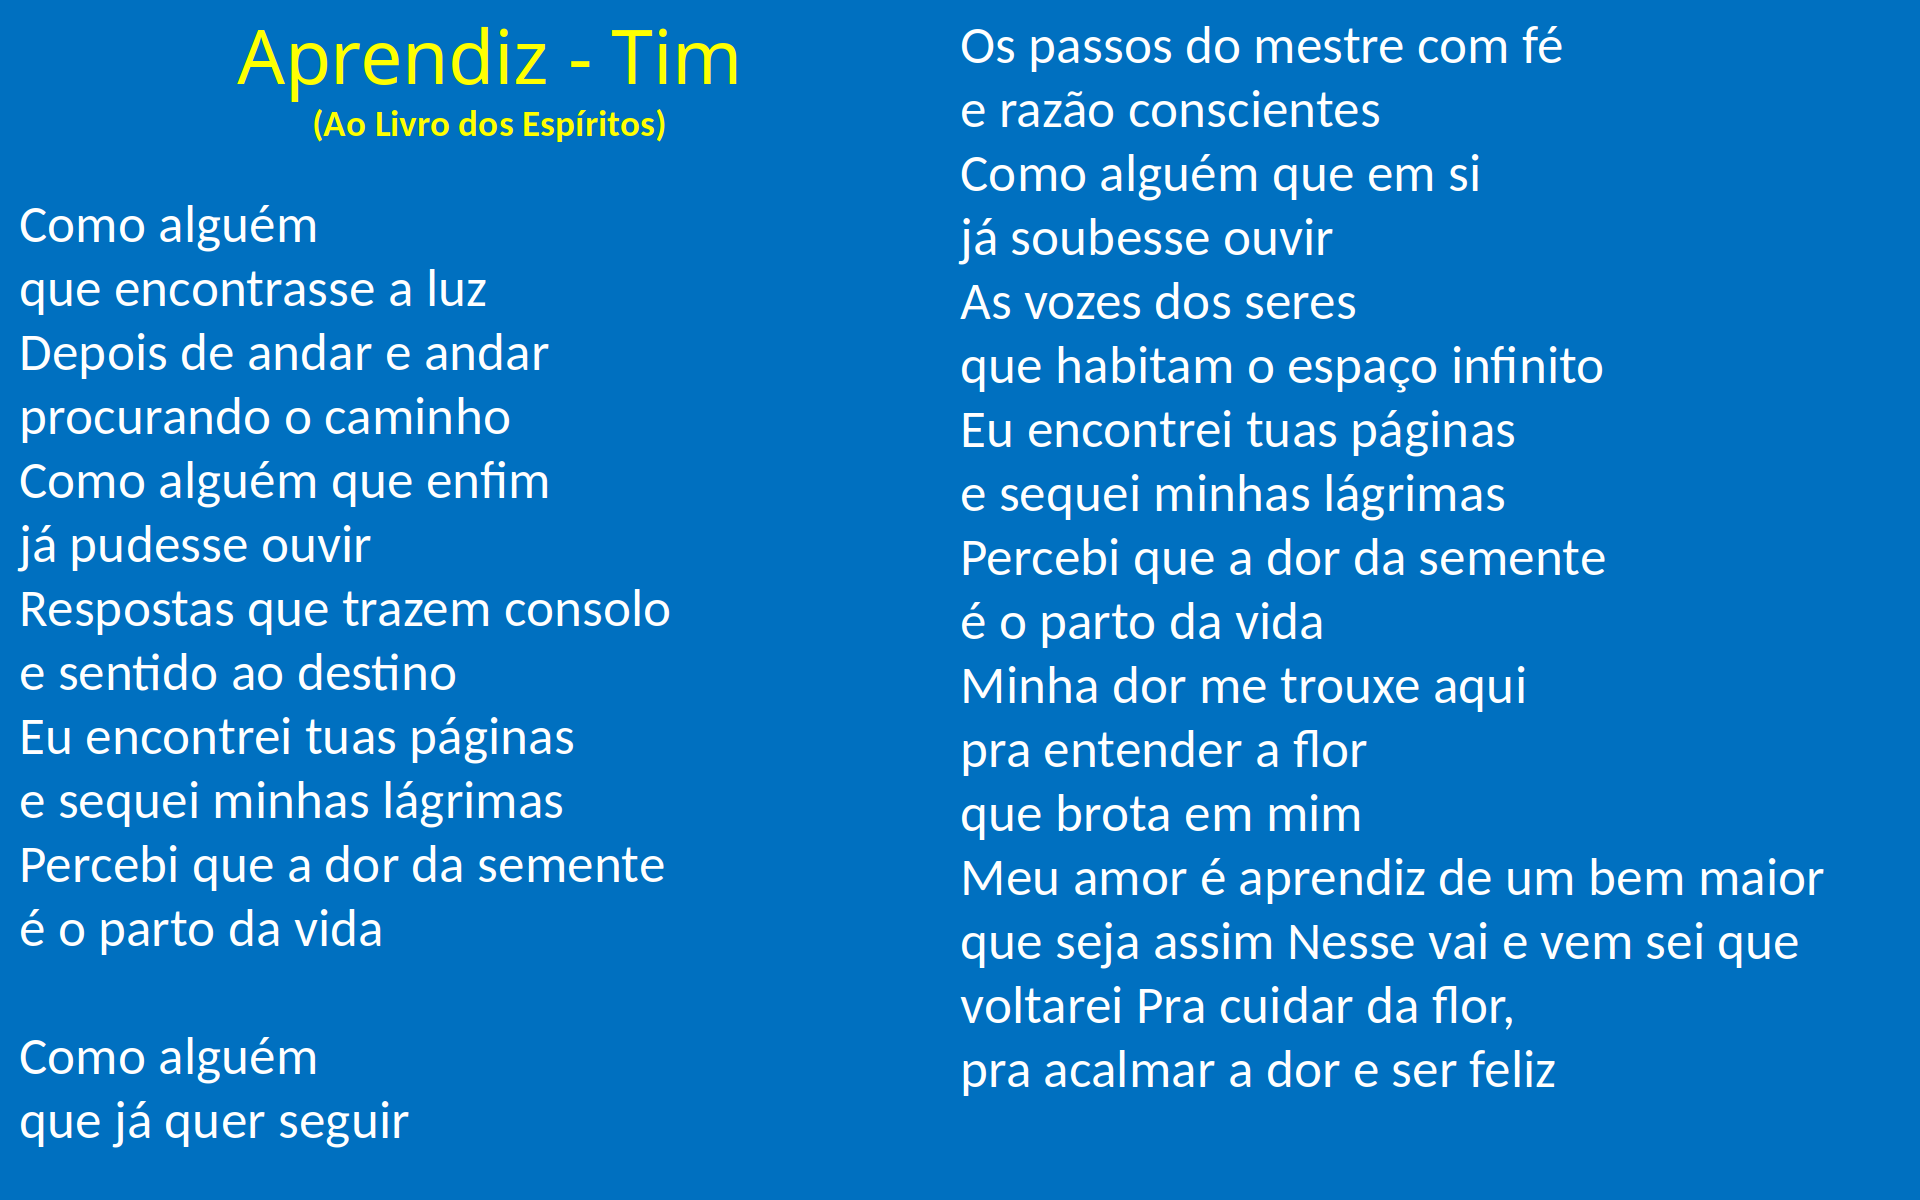 Aprendiz - Tim
(Ao Livro dos Espíritos)
Como alguém
que encontrasse a luz
Depois de andar e andar
procurando o caminho
Como alguém que enfim
já pudesse ouvir
Respostas que trazem consolo
e sentido ao destino
Eu encontrei tuas páginas
e sequei minhas lágrimas
Percebi que a dor da semente
é o parto da vida
Como alguém
que já quer seguir
Os passos do mestre com fé
e razão conscientes
Como alguém que em si
já soubesse ouvir
As vozes dos seres
que habitam o espaço infinito
Eu encontrei tuas páginas
e sequei minhas lágrimas
Percebi que a dor da semente
é o parto da vida
Minha dor me trouxe aqui
pra entender a flor
que brota em mim
Meu amor é aprendiz de um bem maior
que seja assim Nesse vai e vem sei que
voltarei Pra cuidar da flor,
pra acalmar a dor e ser feliz